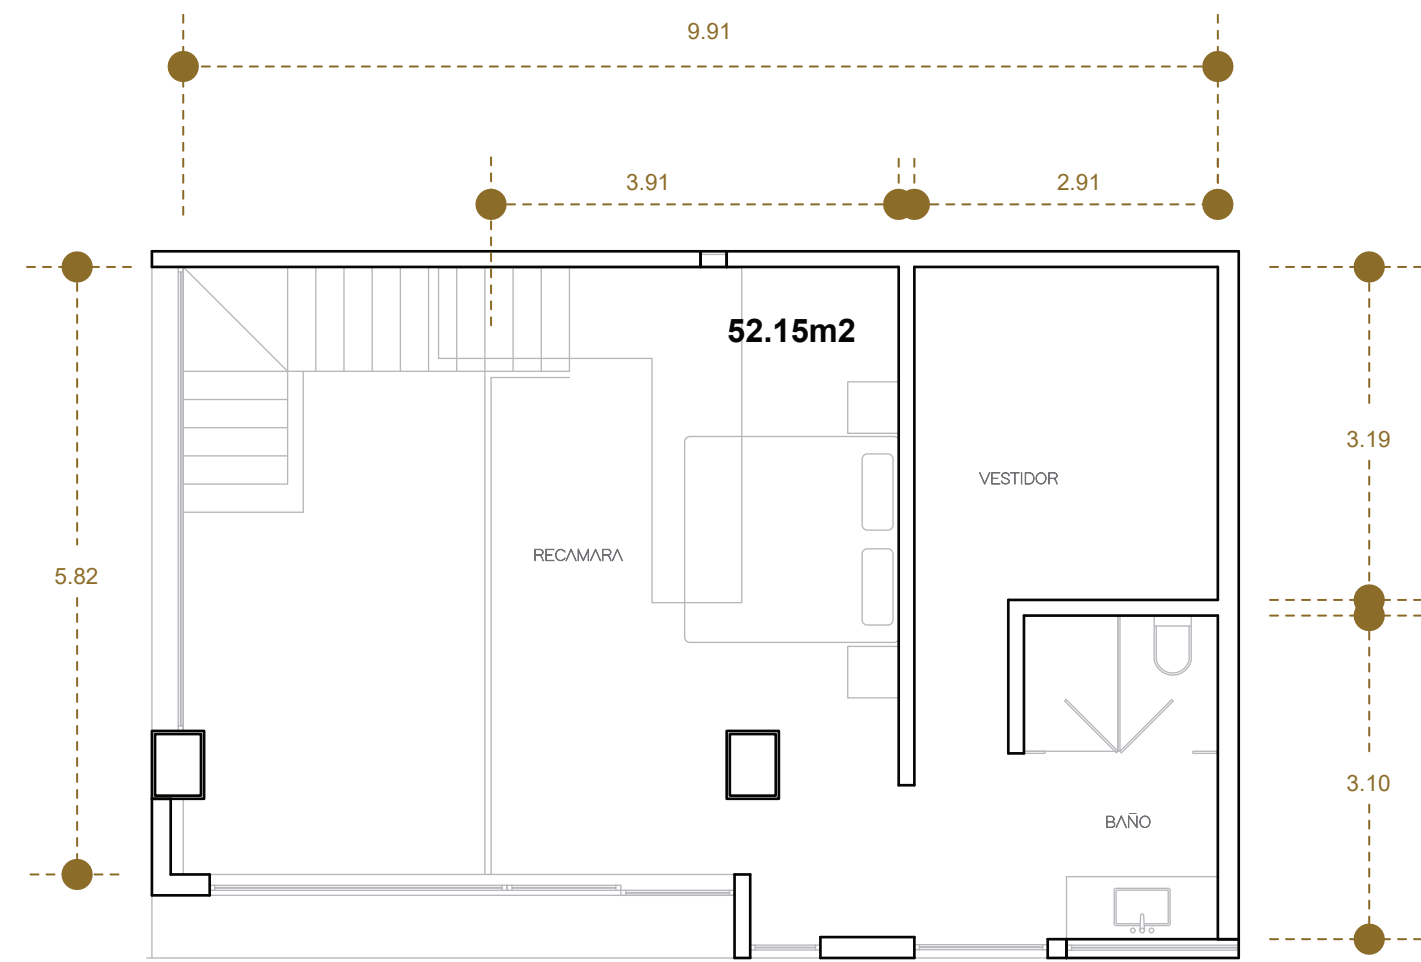 9.91
3.91
2.91
52.15m2
3.19
VESTIDOR
RECAMARA
5.82
3.10
BAÑO